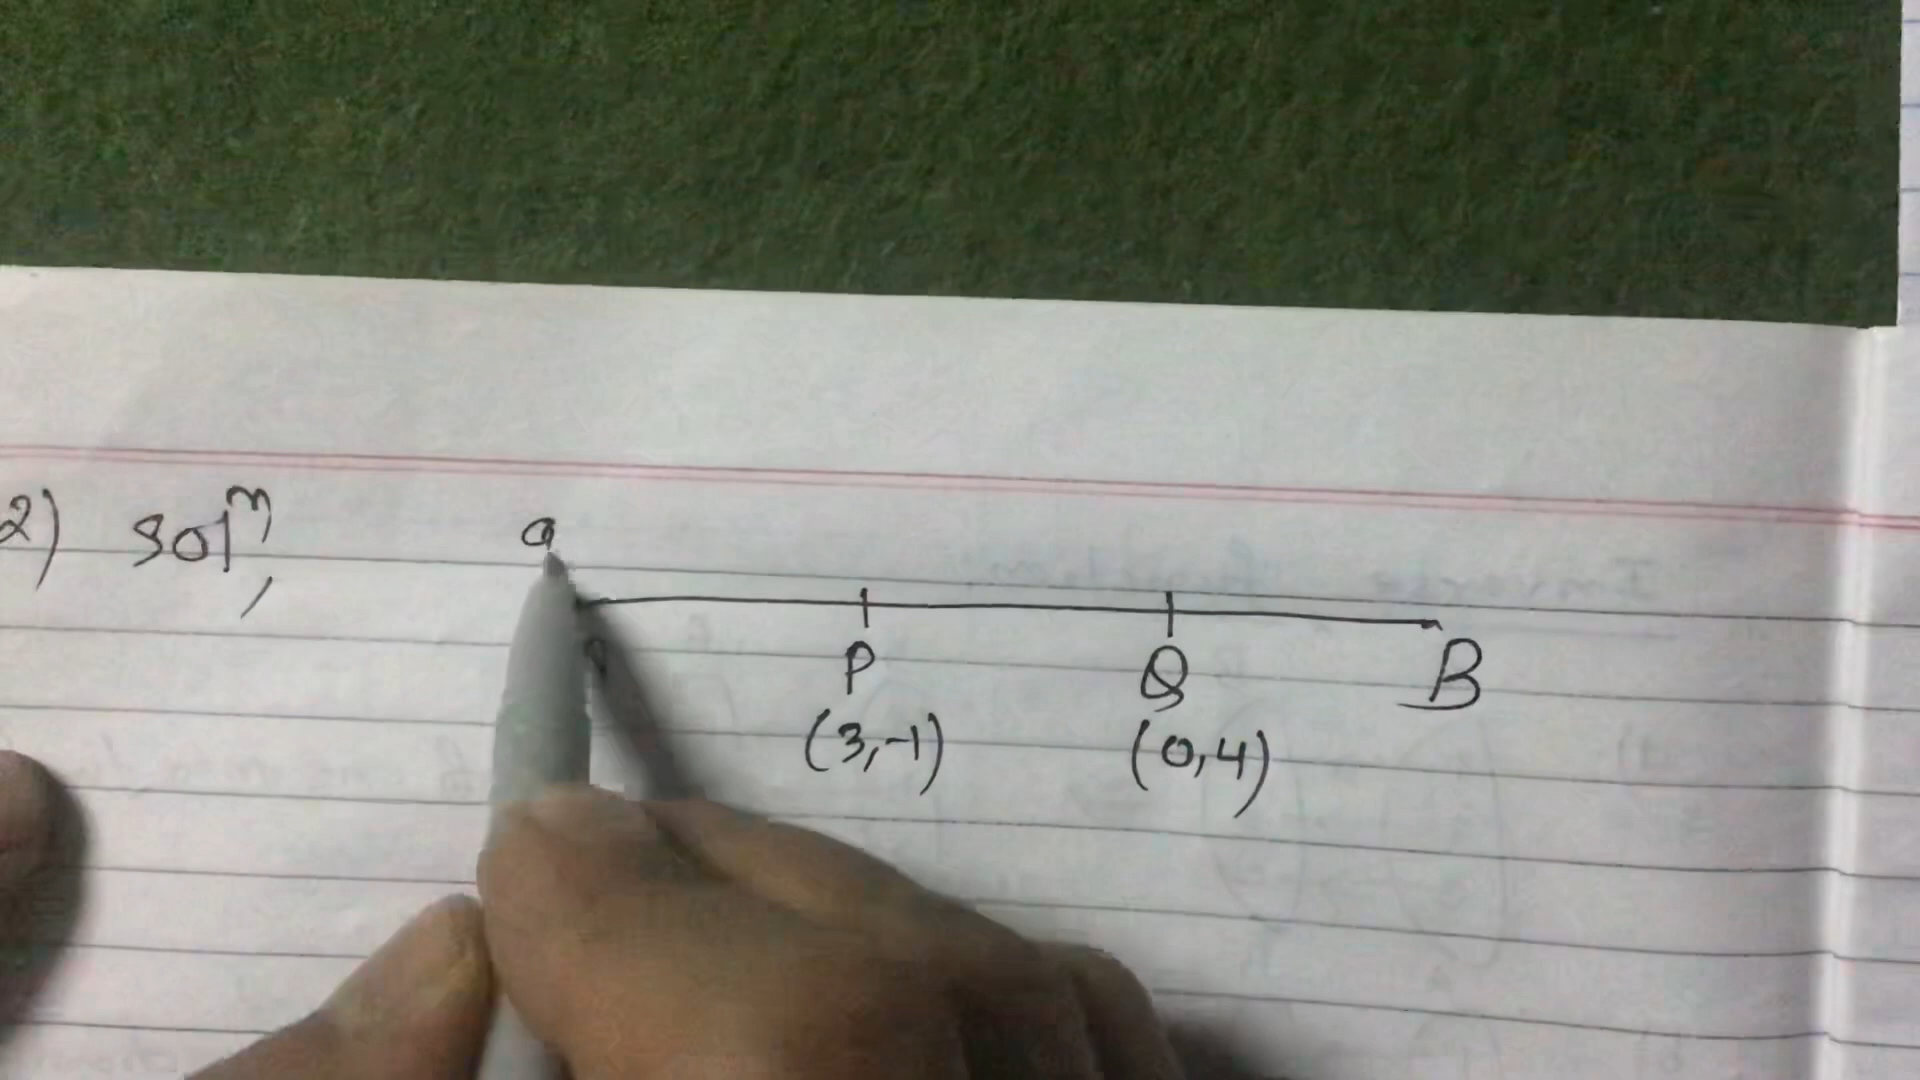 2) solⁿ,
a
P Q B
(3,-1) (0,4)